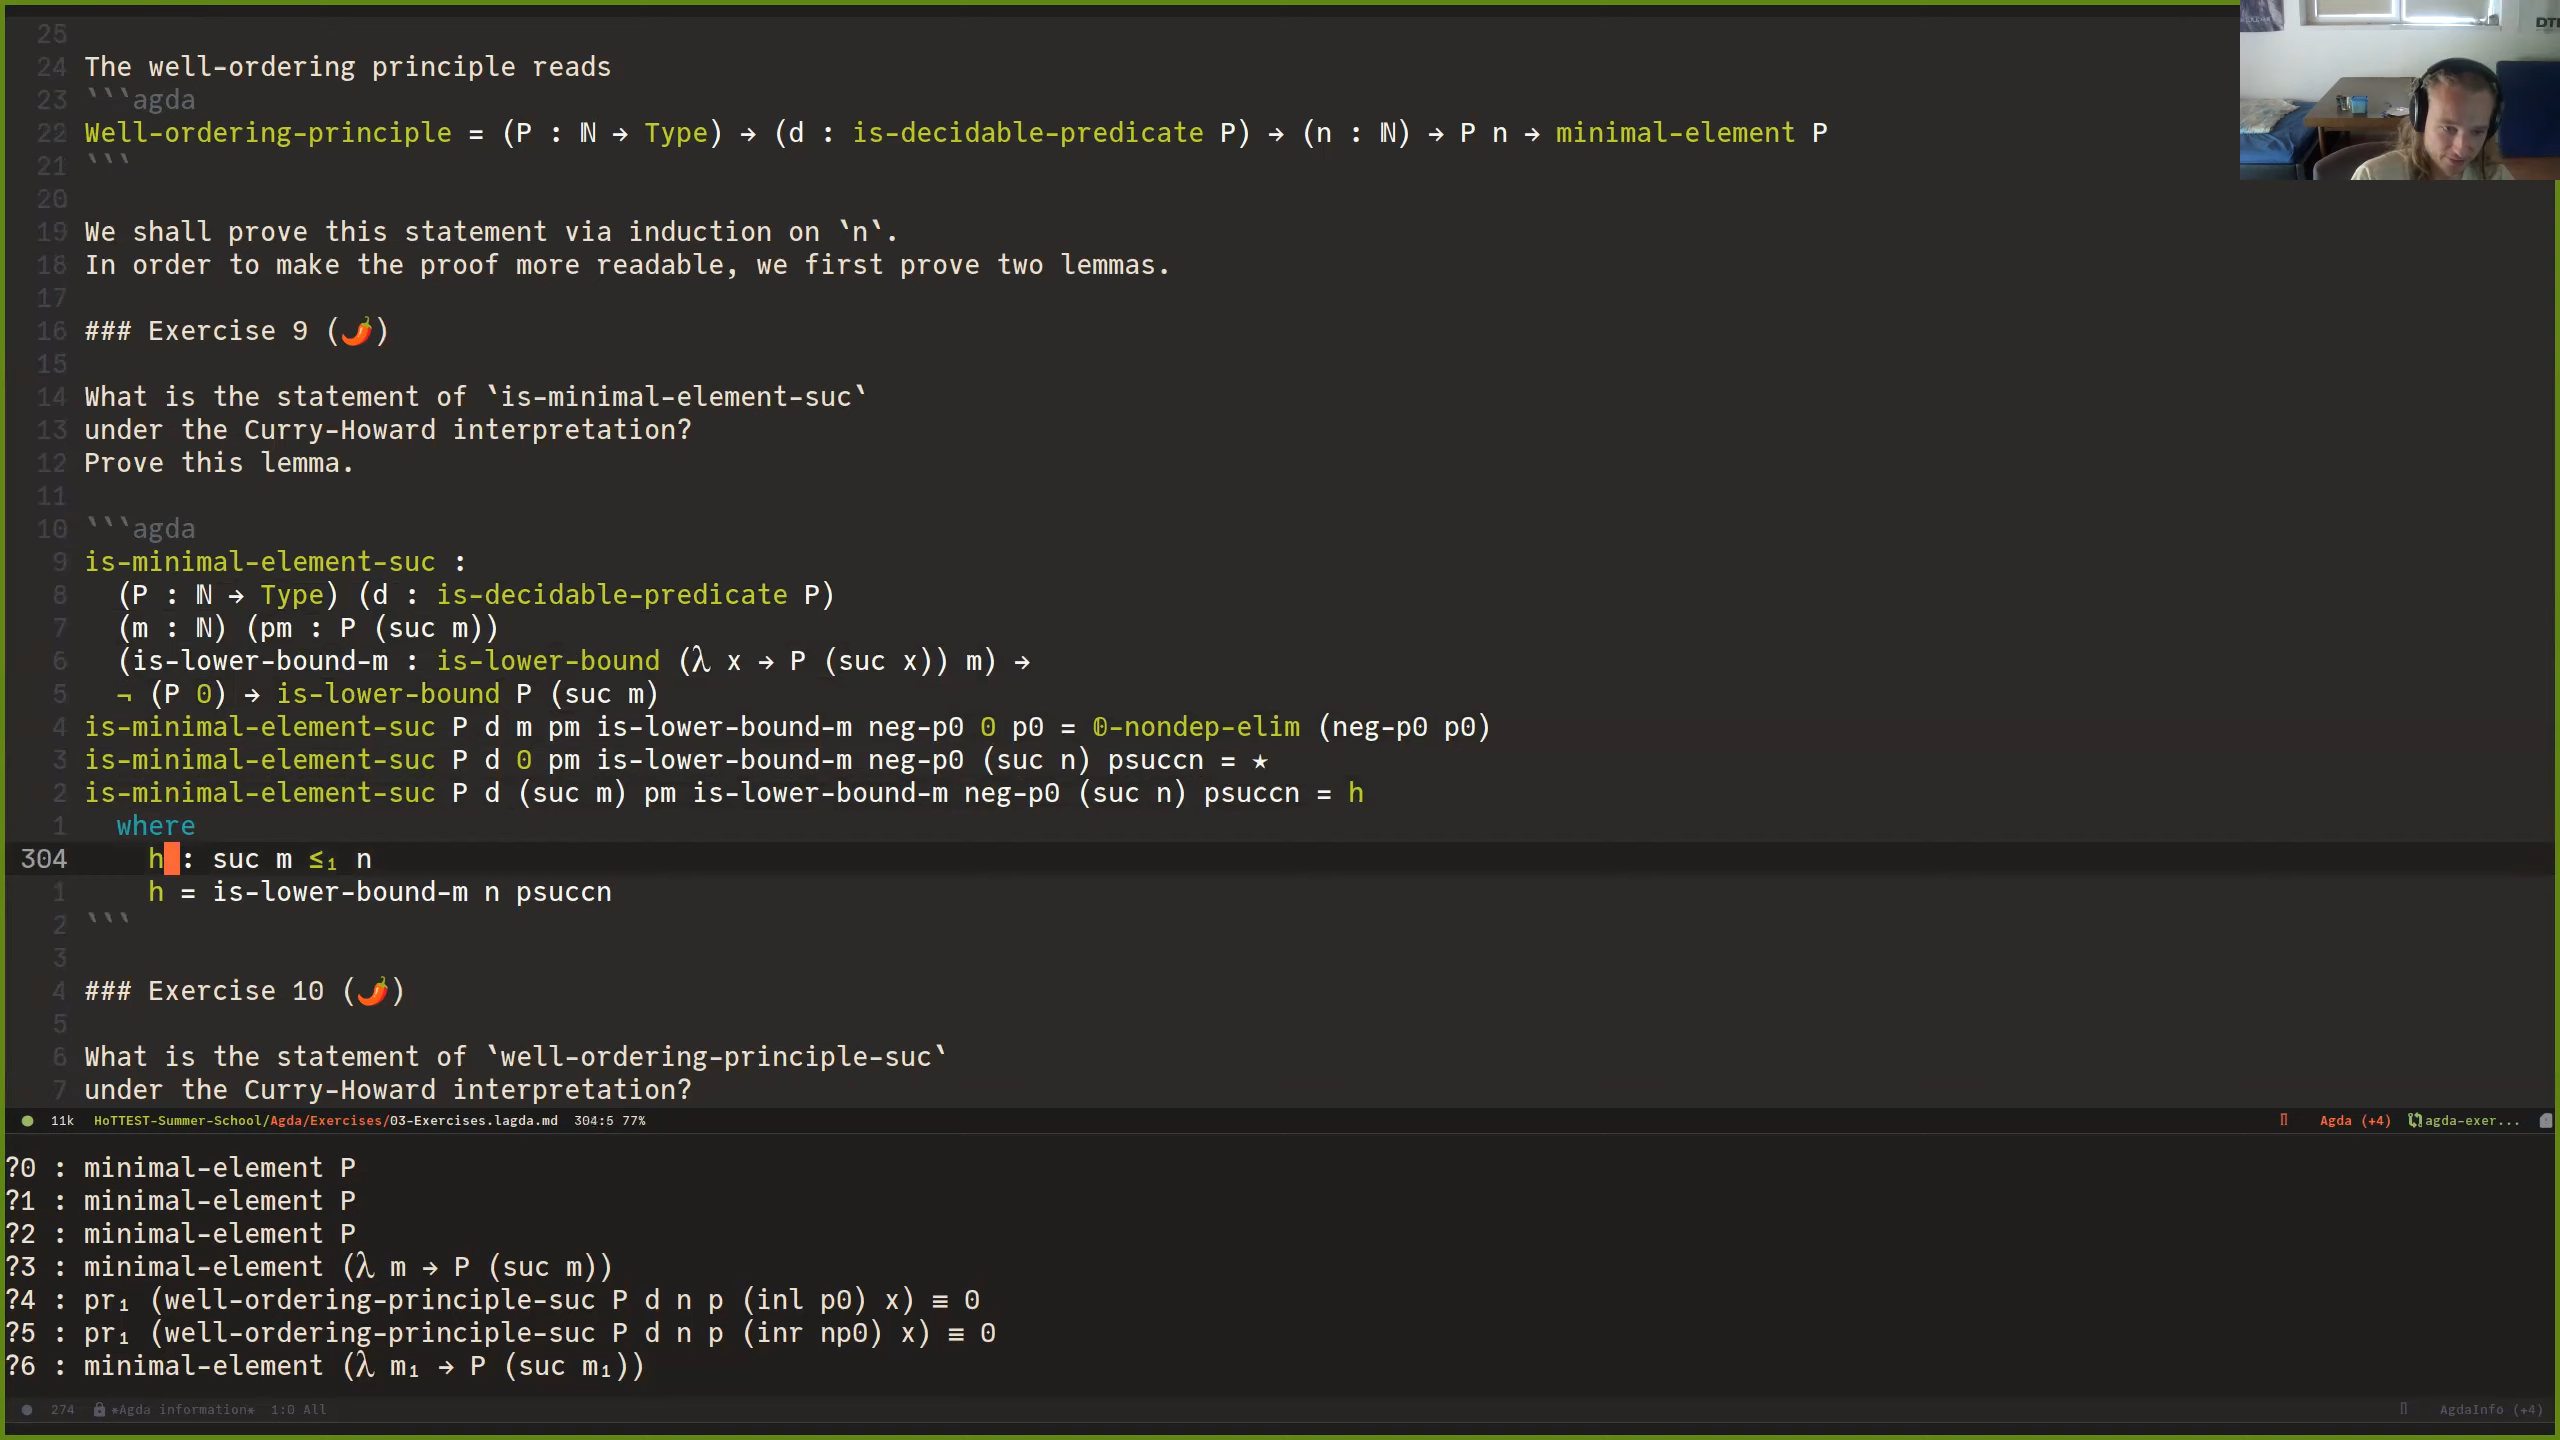 25
24 The well-ordering principle reads
23 ```agda
22 Well-ordering-principle = (P : ℕ → Type) → (d : is-decidable-predicate P) → (n : ℕ) → P n → minimal-element P
21 ```
20
19 We shall prove this statement via induction on `n`.
18 In order to make the proof more readable, we first prove two lemmas.
17
16 ### Exercise 9 (🌶️)
15
14 What is the statement of `is-minimal-element-suc`
13 under the Curry-Howard interpretation?
12 Prove this lemma.
11
10 ```agda
9 is-minimal-element-suc :
8   (P : ℕ → Type) (d : is-decidable-predicate P)
7   (m : ℕ) (pm : P (suc m))
6   (is-lower-bound-m : is-lower-bound (λ x → P (suc x)) m) →
5   ¬ (P 0) → is-lower-bound P (suc m)
4 is-minimal-element-suc P d m pm is-lower-bound-m neg-p0 0 p0 = 𝟘-nondep-elim (neg-p0 p0)
3 is-minimal-element-suc P d 0 pm is-lower-bound-m neg-p0 (suc n) psuccn = ⋆
2 is-minimal-element-suc P d (suc m) pm is-lower-bound-m neg-p0 (suc n) psuccn = h
1   where
304     h : suc m ≤₁ n
1     h = is-lower-bound-m n psuccn
2 ```
3
4 ### Exercise 10 (🌶️)
5
6 What is the statement of `well-ordering-principle-suc`
7 under the Curry-Howard interpretation?
11k HoTTEST-Summer-School/Agda/Exercises/03-Exercises.lagda.md 304:5 77% Agda (+4) agda-exer...
?0 : minimal-element P
?1 : minimal-element P
?2 : minimal-element P
?3 : minimal-element (λ m → P (suc m))
?4 : pr₁ (well-ordering-principle-suc P d n p (inl p0) x) ≡ 0
?5 : pr₁ (well-ordering-principle-suc P d n p (inr np0) x) ≡ 0
?6 : minimal-element (λ m₁ → P (suc m₁))
274 *Agda information* 1:0 All AgdaInfo (+4)